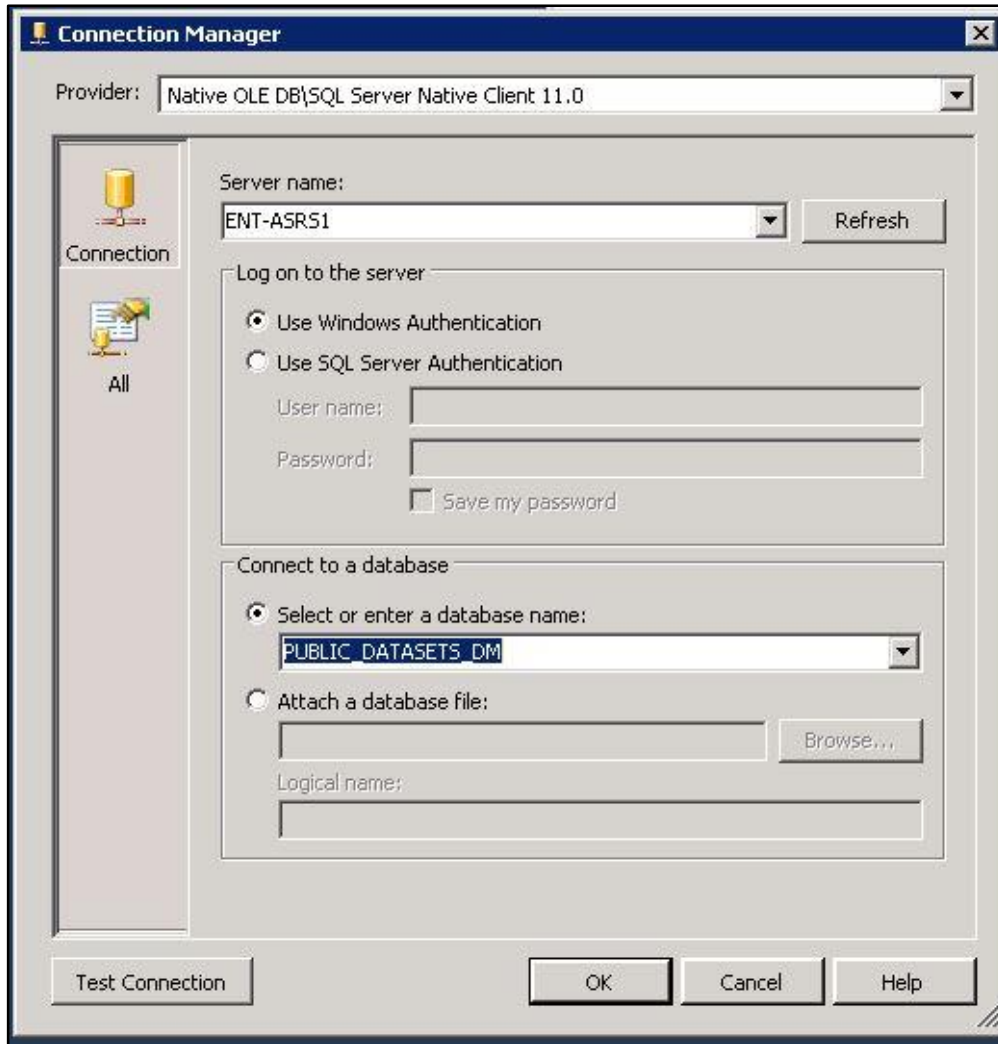 Connection Manager
Provider: Native OLE DB\SQL Server Native Client 11.0
Connection
All
Server name:
ENT-ASRS1 Refresh
Log on to the server
Use Windows Authentication
Use SQL Server Authentication
User name:
Password:
Save my password
Connect to a database
Select or enter a database name:
PUBLIC_DATASETS_DM
Attach a database file:
Browse...
Logical name:
Test Connection OK Cancel Help